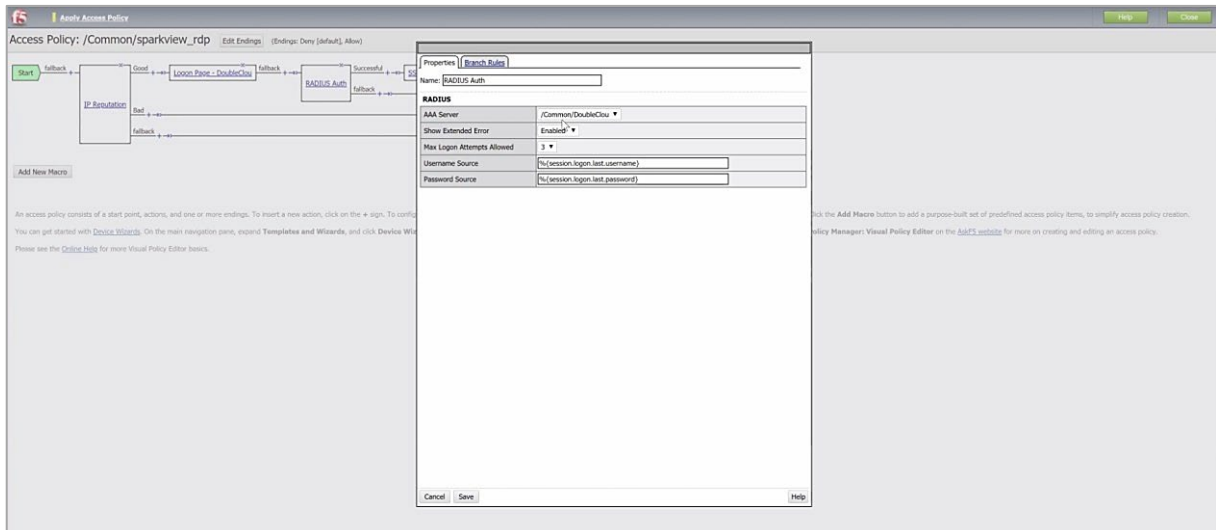 f5
Apply Access Policy
Help
Close
Access Policy: /Common/sparkview_rdp
Edit Endings
(Endings: Deny [default], Allow)
Start
fallback
IP Reputation
Good
Bad
fallback
Logon Page - DoubleClou
fallback
RADIUS Auth
Successful
fallback
SS
Add New Macro
An access policy consists of a start point, actions, and one or more endings. To insert a new action, click on the + sign. To config
lick the Add Macro button to add a purpose-built set of predefined access policy items, to simplify access policy creation.
You can get started with Device Wizards. On the main navigation pane, expand Templates and Wizards, and click Device Wiz
olicy Manager: Visual Policy Editor on the AskF5 website for more on creating and editing an access policy.
Please see the Online Help for more Visual Policy Editor basics.
Properties
Branch Rules
Name: RADIUS Auth
RADIUS
AAA Server /Common/DoubleClou
Show Extended Error Enabled
Max Logon Attempts Allowed 3
Username Source %{session.logon.last.username}
Password Source %{session.logon.last.password}
Cancel
Save
Help